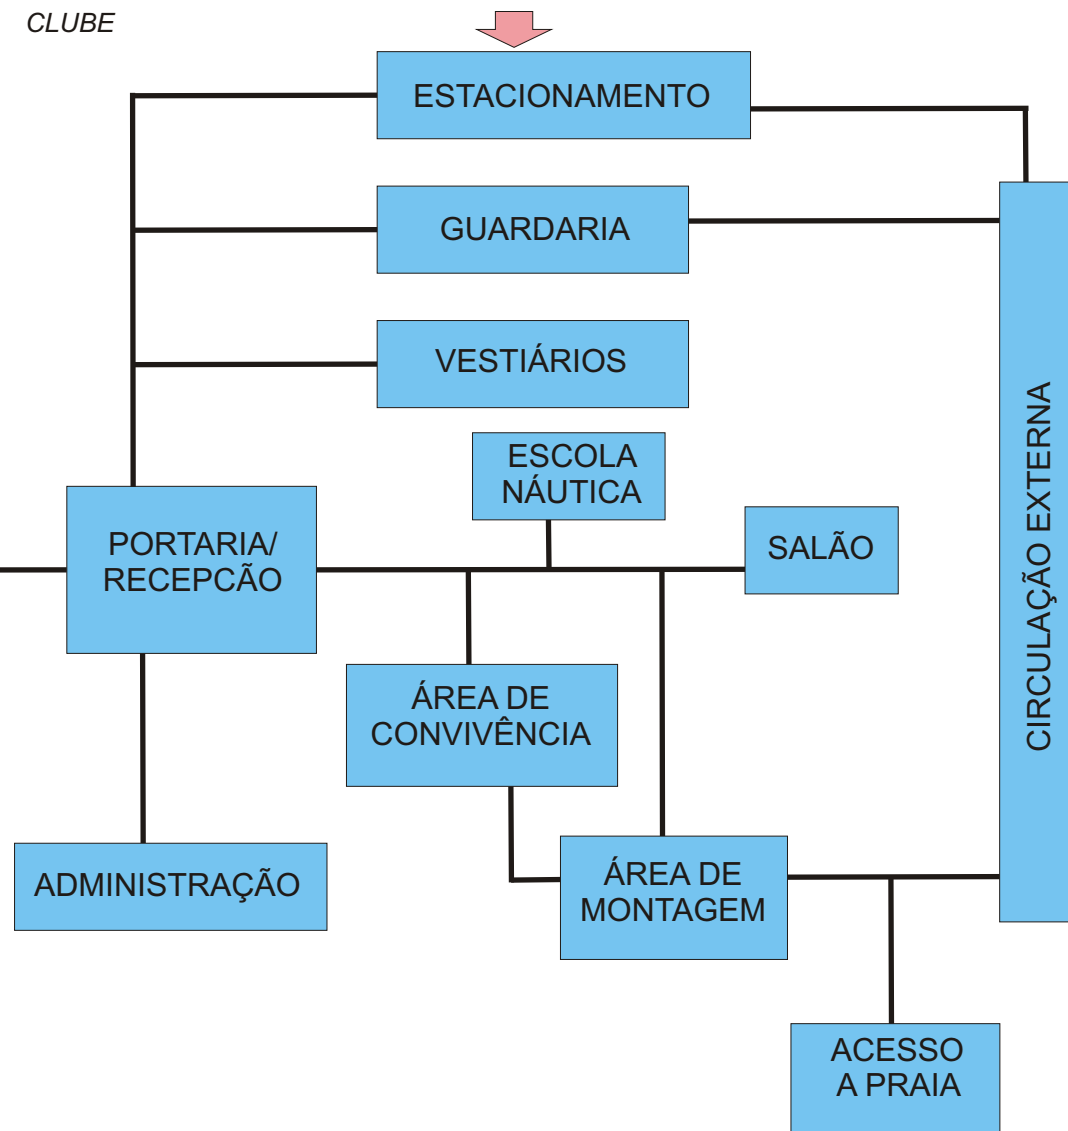 CLUBE
ESTACIONAMENTO
GUARDARIA
VESTIÁRIOS
ESCOLA
NÁUTICA
PORTARIA/
RECEPCÃO
SALÃO
CIRCULAÇÃO EXTERNA
ÁREA DE
CONVIVÊNCIA
ADMINISTRAÇÃO
ÁREA DE
MONTAGEM
ACESSO
A PRAIA